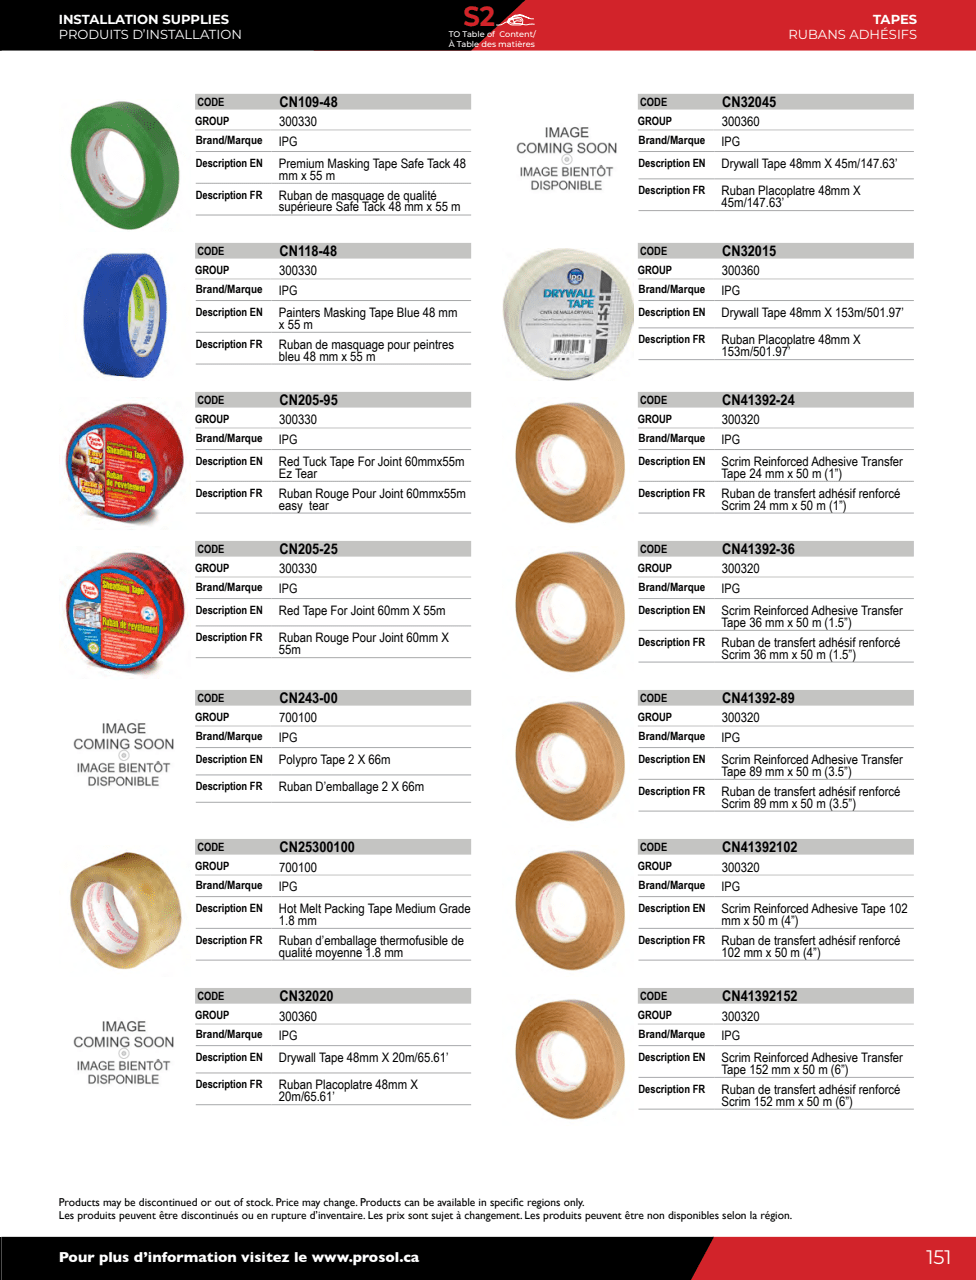 INSTALLATION SUPPLIES
PRODUITS D'INSTALLATION
S2
TO Table of Content/
À Table des matières
TAPES
RUBANS ADHÉSIFS
CODE CN109-48
GROUP 300330
Brand/Marque IPG
Description EN Premium Masking Tape Safe Tack 48
mm x 55 m
Description FR Ruban de masquage de qualité
supérieure Safe Tack 48 mm x 55 m
CODE CN118-48
GROUP 300330
Brand/Marque IPG
Description EN Painters Masking Tape Blue 48 mm
x 55 m
Description FR Ruban de masquage pour peintres
bleu 48 mm x 55 m
Tuck
Tape
Sheathing Tape
Ruban
de revêtement
CODE CN205-95
GROUP 300330
Brand/Marque IPG
Description EN Red Tuck Tape For Joint 60mmx55m
Ez Tear
Description FR Ruban Rouge Pour Joint 60mmx55m
easy  tear
Tuck
Tape
Sheathing Tape
Ruban de revêtement
CODE CN205-25
GROUP 300330
Brand/Marque IPG
Description EN Red Tape For Joint 60mm X 55m
Description FR Ruban Rouge Pour Joint 60mm X
55m
IMAGE
COMING SOON
IMAGE BIENTÔT
DISPONIBLE
CODE CN243-00
GROUP 700100
Brand/Marque IPG
Description EN Polypro Tape 2 X 66m
Description FR Ruban D'emballage 2 X 66m
CODE CN25300100
GROUP 700100
Brand/Marque IPG
Description EN Hot Melt Packing Tape Medium Grade
1.8 mm
Description FR Ruban d'emballage thermofusible de
qualité moyenne 1.8 mm
IMAGE
COMING SOON
IMAGE BIENTÔT
DISPONIBLE
CODE CN32020
GROUP 300360
Brand/Marque IPG
Description EN Drywall Tape 48mm X 20m/65.61'
Description FR Ruban Placoplatre 48mm X
20m/65.61'
IMAGE
COMING SOON
IMAGE BIENTÔT
DISPONIBLE
CODE CN32045
GROUP 300360
Brand/Marque IPG
Description EN Drywall Tape 48mm X 45m/147.63'
Description FR Ruban Placoplatre 48mm X
45m/147.63'
ipg
DRYWALL
TAPE
MESH
CODE CN32015
GROUP 300360
Brand/Marque IPG
Description EN Drywall Tape 48mm X 153m/501.97'
Description FR Ruban Placoplatre 48mm X
153m/501.97'
CODE CN41392-24
GROUP 300320
Brand/Marque IPG
Description EN Scrim Reinforced Adhesive Transfer
Tape 24 mm x 50 m (1")
Description FR Ruban de transfert adhésif renforcé
Scrim 24 mm x 50 m (1")
CODE CN41392-36
GROUP 300320
Brand/Marque IPG
Description EN Scrim Reinforced Adhesive Transfer
Tape 36 mm x 50 m (1.5")
Description FR Ruban de transfert adhésif renforcé
Scrim 36 mm x 50 m (1.5")
CODE CN41392-89
GROUP 300320
Brand/Marque IPG
Description EN Scrim Reinforced Adhesive Transfer
Tape 89 mm x 50 m (3.5")
Description FR Ruban de transfert adhésif renforcé
Scrim 89 mm x 50 m (3.5")
CODE CN41392102
GROUP 300320
Brand/Marque IPG
Description EN Scrim Reinforced Adhesive Tape 102
mm x 50 m (4")
Description FR Ruban de transfert adhésif renforcé
102 mm x 50 m (4")
CODE CN41392152
GROUP 300320
Brand/Marque IPG
Description EN Scrim Reinforced Adhesive Transfer
Tape 152 mm x 50 m (6")
Description FR Ruban de transfert adhésif renforcé
Scrim 152 mm x 50 m (6")
Products may be discontinued or out of stock. Price may change. Products can be available in specific regions only.
Les produits peuvent être discontinués ou en rupture d'inventaire. Les prix sont sujet à changement. Les produits peuvent être non disponibles selon la région.
Pour plus d'information visitez le www.prosol.ca
151